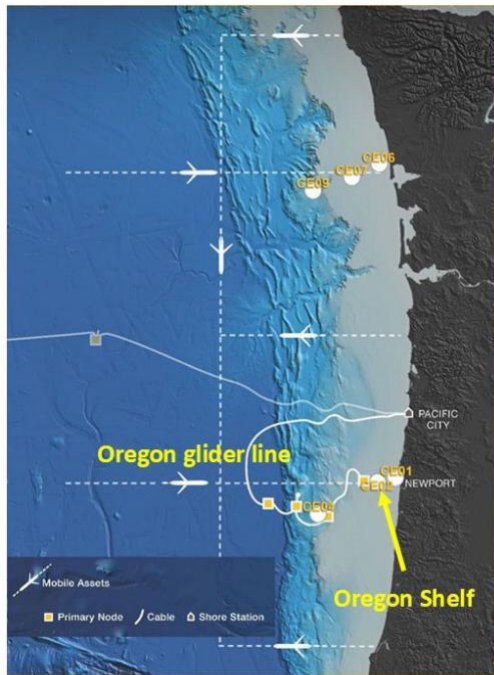 CE06
CE07
CE09
PACIFIC
CITY
Oregon glider line
CE01
CE02
NEWPORT
CE04
Mobile Assets
Oregon Shelf
Primary Node
Cable
Shore Station